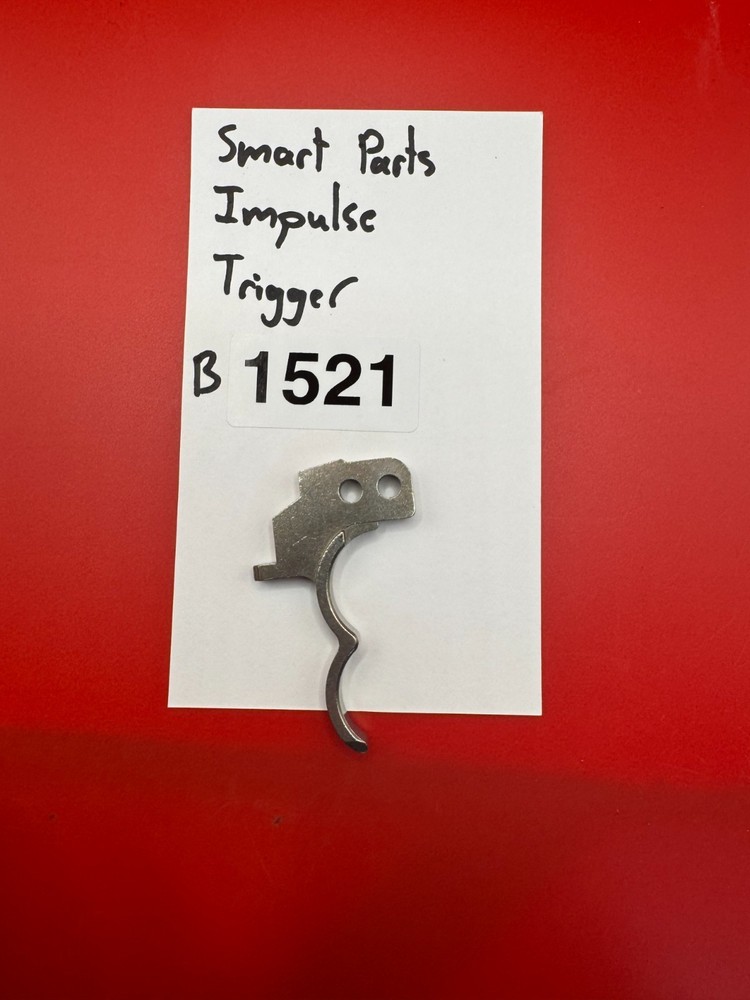 Smart Parts
Impulse
Trigger
B 1521